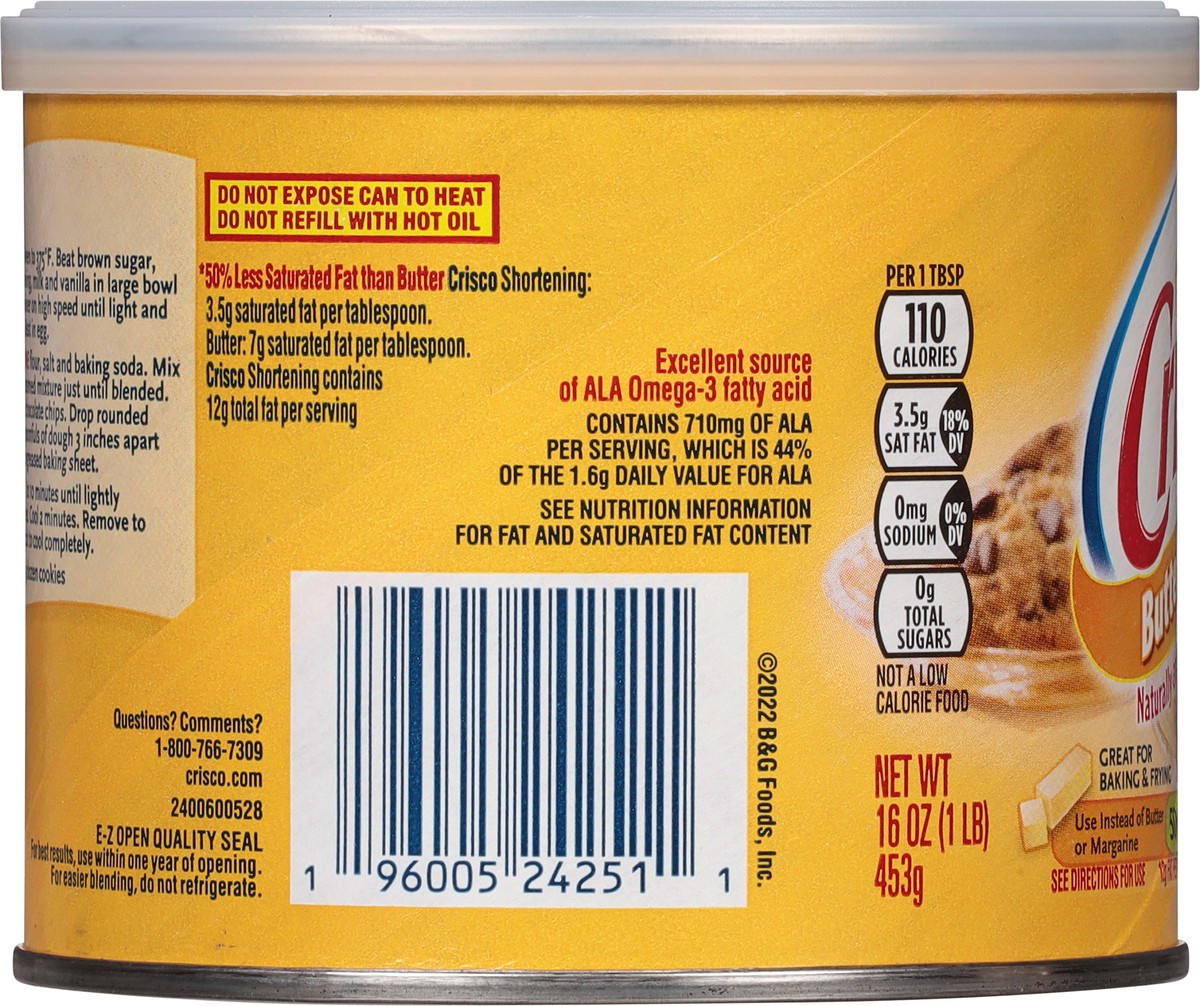 375°F. Beat brown sugar,
milk and vanilla in large bowl
on high speed until light and
in egg.
flour, salt and baking soda. Mix
mixture just until blended.
chocolate chips. Drop rounded
of dough 3 inches apart
baking sheet.
10 minutes until lightly
Cool 2 minutes. Remove to
to cool completely.
dozen cookies
DO NOT EXPOSE CAN TO HEAT
DO NOT REFILL WITH HOT OIL
*50% Less Saturated Fat than Butter Crisco Shortening:
3.5g saturated fat per tablespoon.
Butter: 7g saturated fat per tablespoon.
Crisco Shortening contains
12g total fat per serving
Excellent source
of ALA Omega-3 fatty acid
CONTAINS 710mg OF ALA
PER SERVING, WHICH IS 44%
OF THE 1.6g DAILY VALUE FOR ALA
SEE NUTRITION INFORMATION
FOR FAT AND SATURATED FAT CONTENT
Questions? Comments?
1-800-766-7309
crisco.com
2400600528
E-Z OPEN QUALITY SEAL
For best results, use within one year of opening.
For easier blending, do not refrigerate.
1 96005 24251 1
©2022 B&G Foods, Inc.
PER 1 TBSP
110
CALORIES
3.5g
SAT FAT
18%
DV
0mg
SODIUM
0%
DV
0g
TOTAL
SUGARS
NOT A LOW
CALORIE FOOD
NET WT
16 OZ (1 LB)
453g
Cr
Butt
Naturally
GREAT FOR
BAKING & FRYING
Use Instead of Butter
or Margarine
SEE DIRECTIONS FOR USE